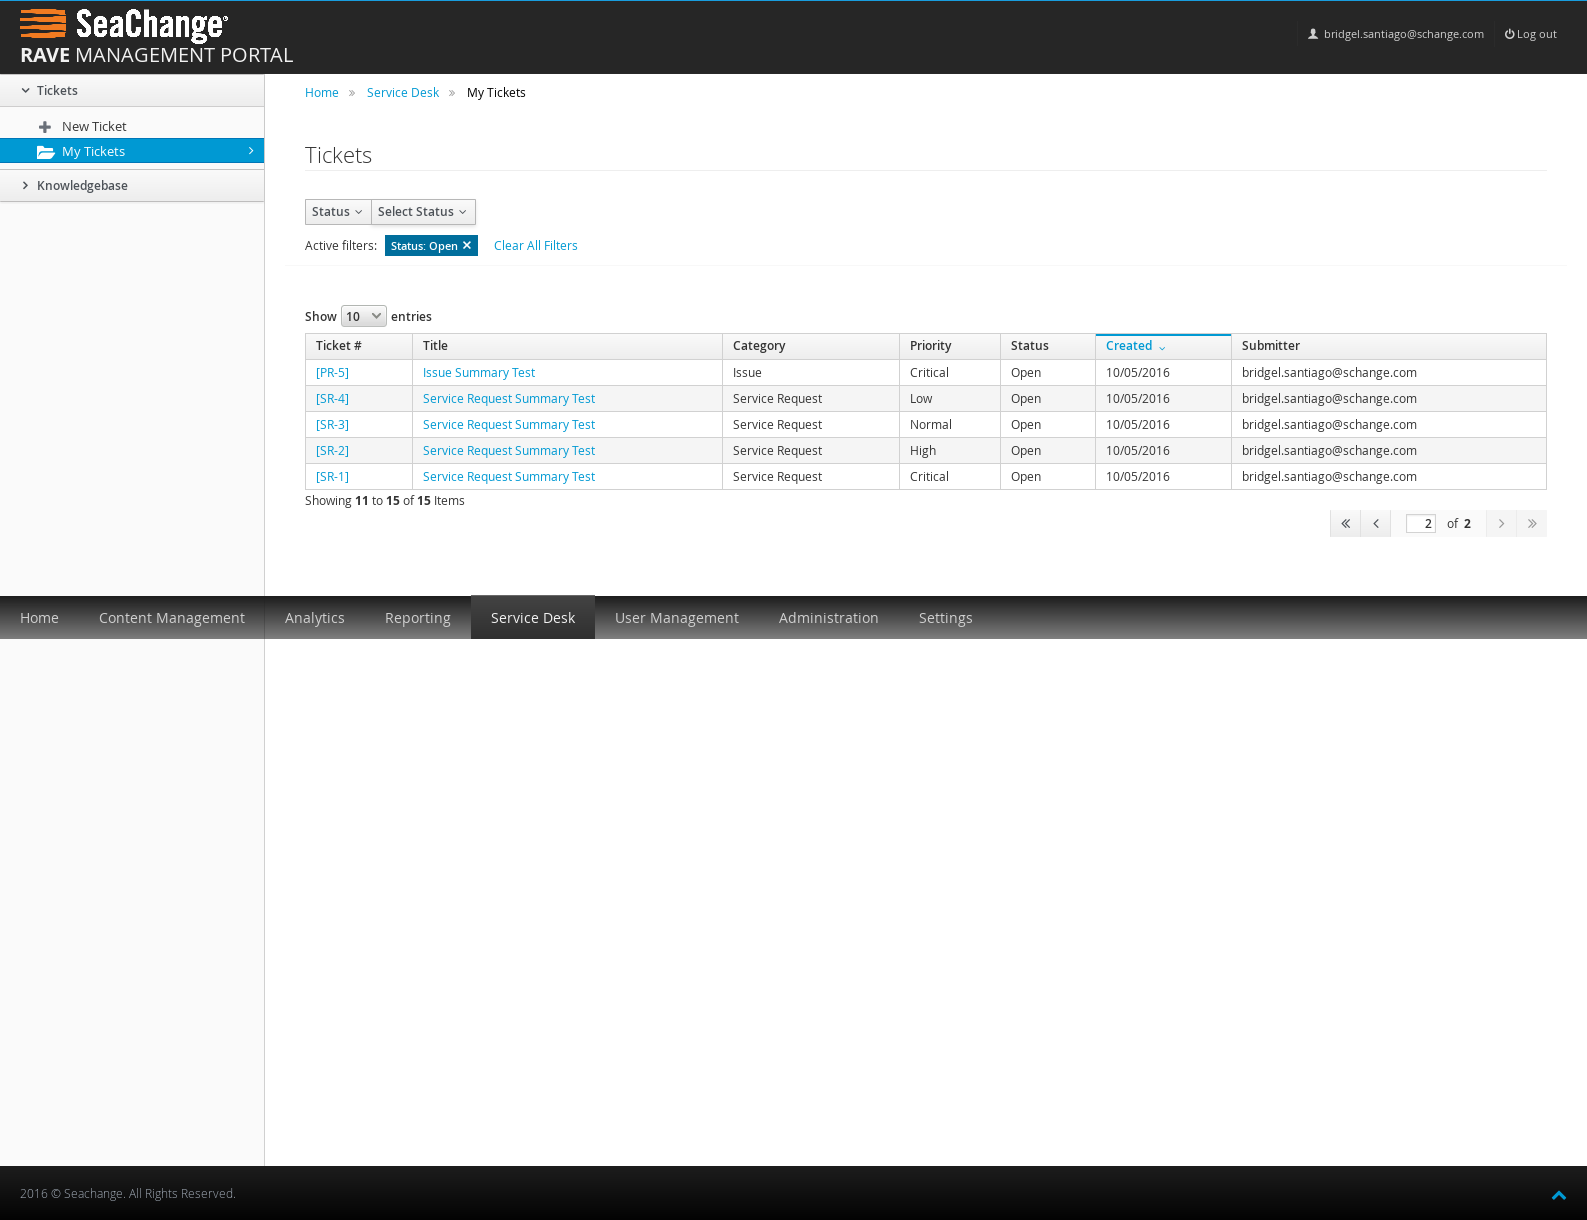 SeaChange®
RAVE MANAGEMENT PORTAL
bridgel.santiago@schange.com Log out
Tickets
New Ticket
My Tickets
Knowledgebase
Home » Service Desk » My Tickets
Tickets
Status Select Status
Active filters: Status: Open ✕ Clear All Filters
Show 10 entries
Ticket # Title Category Priority Status Created Submitter
[PR-5] Issue Summary Test Issue Critical Open 10/05/2016 bridgel.santiago@schange.com
[SR-4] Service Request Summary Test Service Request Low Open 10/05/2016 bridgel.santiago@schange.com
[SR-3] Service Request Summary Test Service Request Normal Open 10/05/2016 bridgel.santiago@schange.com
[SR-2] Service Request Summary Test Service Request High Open 10/05/2016 bridgel.santiago@schange.com
[SR-1] Service Request Summary Test Service Request Critical Open 10/05/2016 bridgel.santiago@schange.com
Showing 11 to 15 of 15 Items
« ‹ 2 of 2 › »
Home Content Management Analytics Reporting Service Desk User Management Administration Settings
2016 © Seachange. All Rights Reserved.